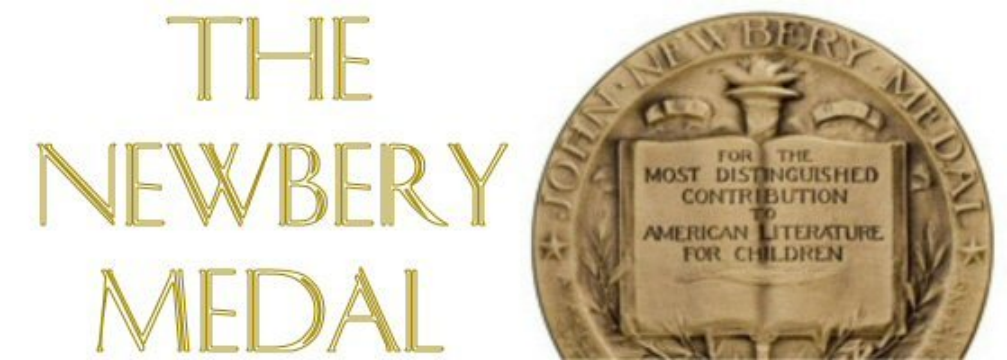 THE
NEWBERY
MEDAL
JOHN · NEWBERY · MEDAL
FOR THE
MOST DISTINGUISHED
CONTRIBUTION
TO
AMERICAN LITERATURE
FOR CHILDREN